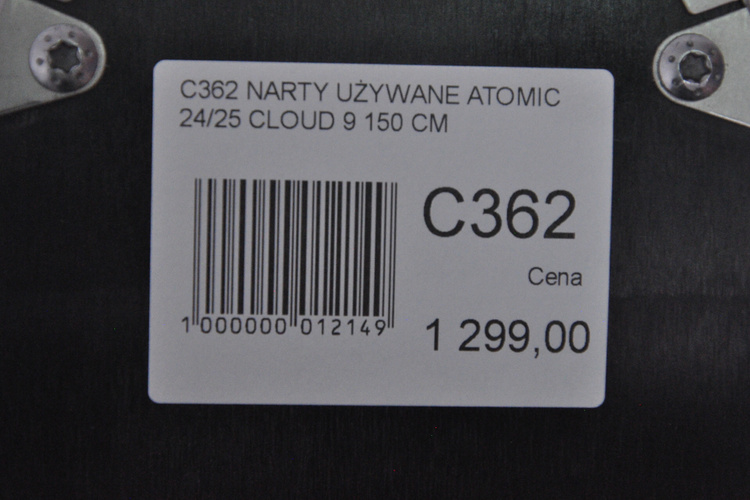 C362 NARTY UŻYWANE ATOMIC
24/25 CLOUD 9 150 CM
C362
Cena
1 299,00
1 000000 012149